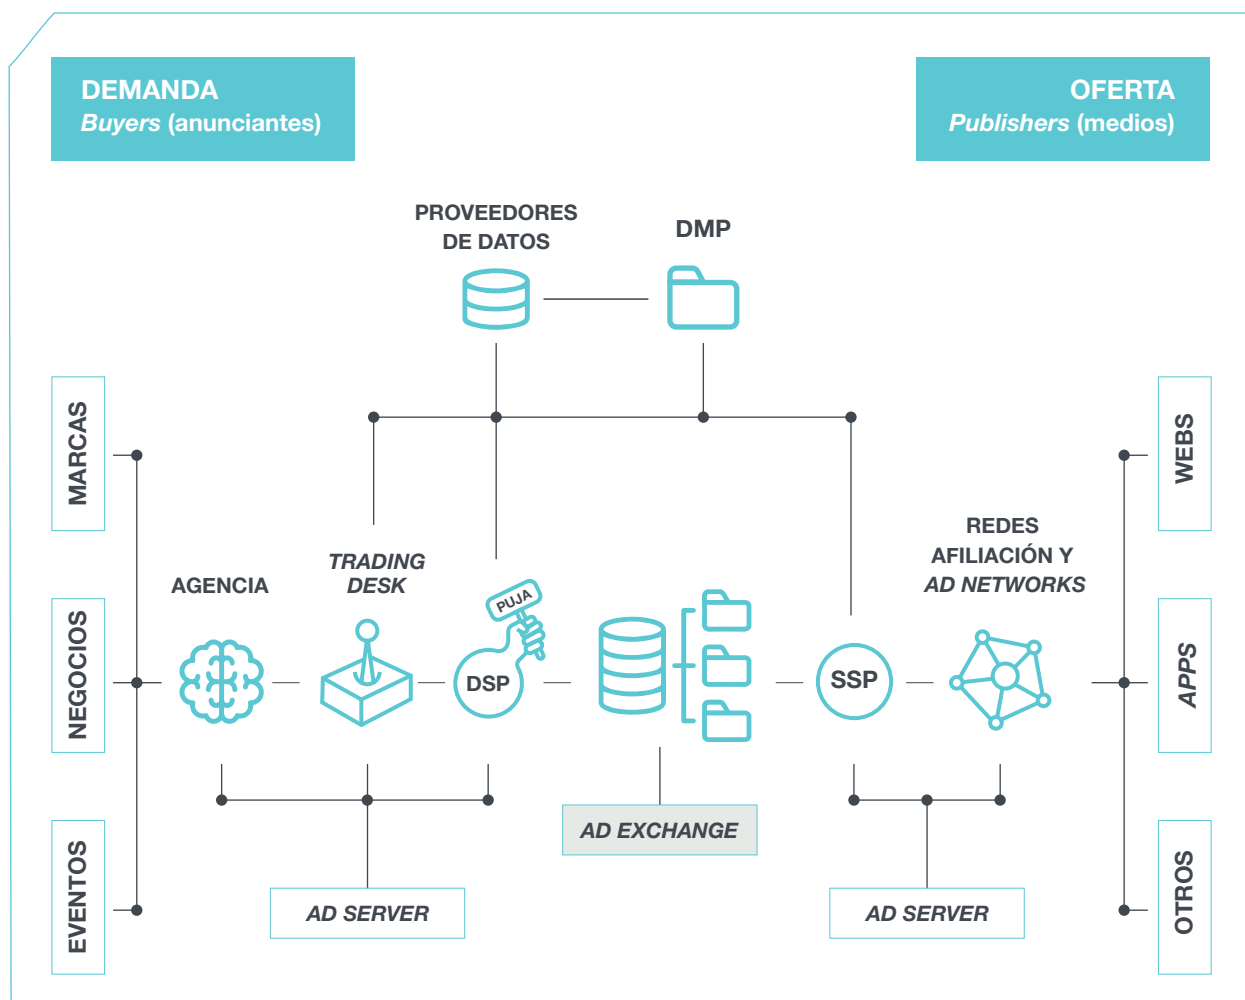 DEMANDA
Buyers (anunciantes)
OFERTA
Publishers (medios)
PROVEEDORES
DE DATOS
DMP
MARCAS
NEGOCIOS
EVENTOS
AGENCIA
TRADING
DESK
PUJA
DSP
SSP
REDES
AFILIACIÓN Y
AD NETWORKS
WEBS
APPS
OTROS
AD EXCHANGE
AD SERVER
AD SERVER